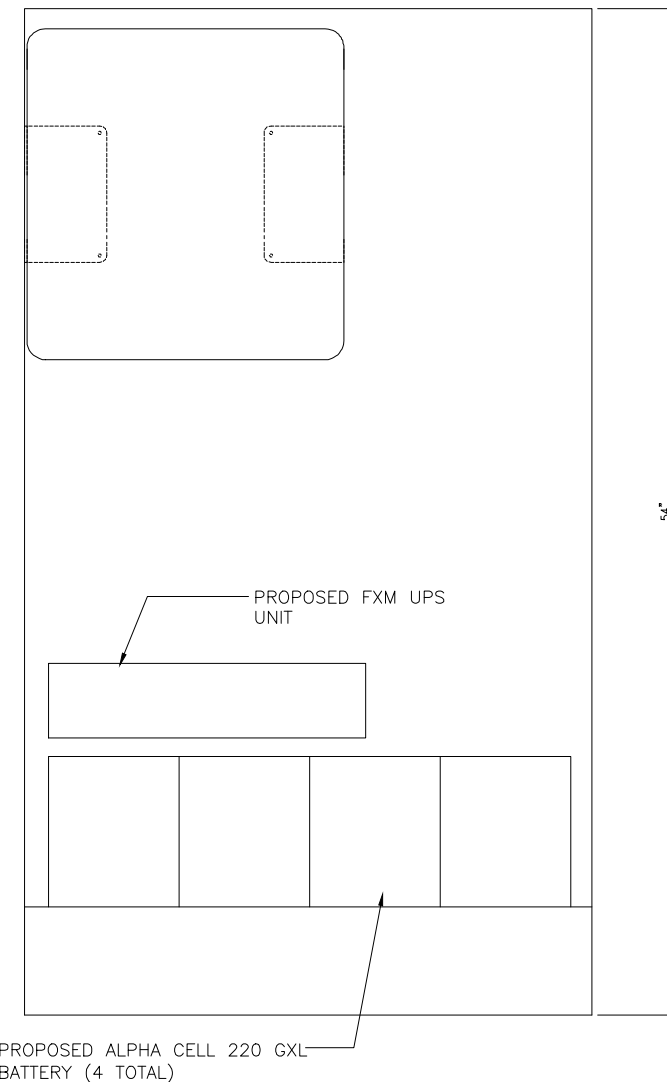 54"
PROPOSED FXM UPS
UNIT
PROPOSED ALPHA CELL 220 GXL
BATTERY (4 TOTAL)